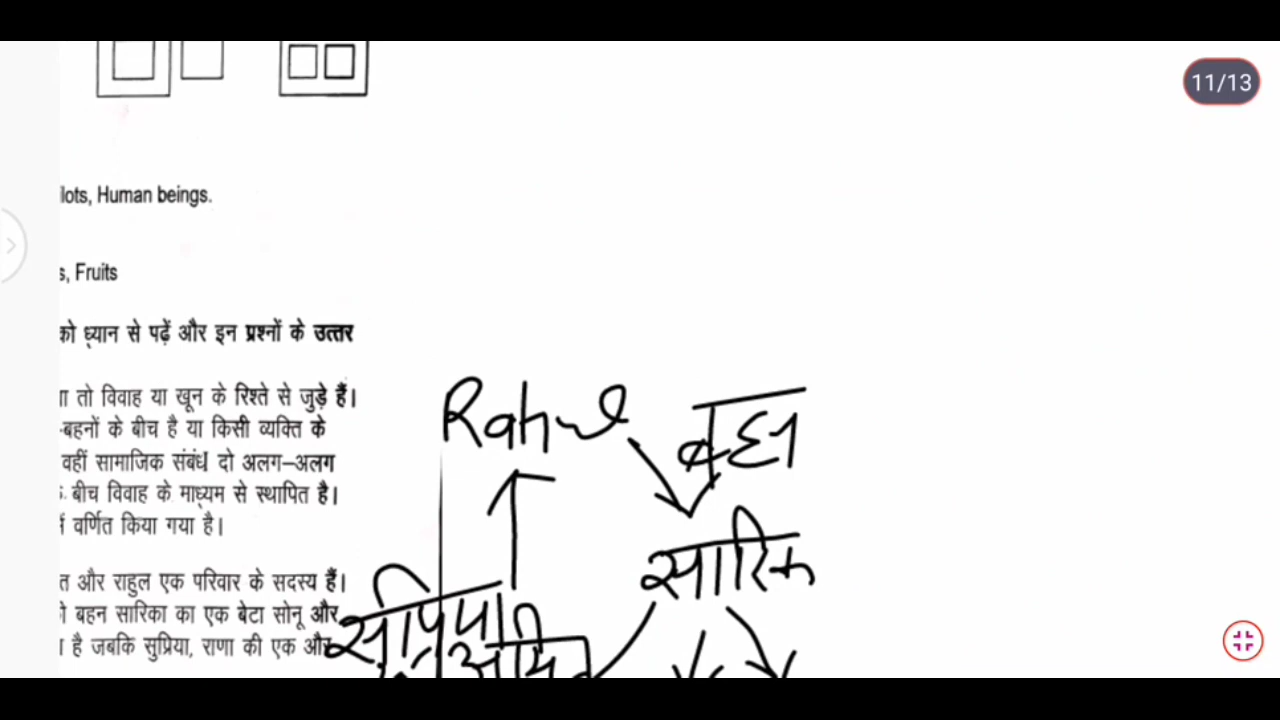 11/13
lots, Human beings.
s, Fruits
को ध्यान से पढ़ें और इन प्रश्नों के उत्तर
ा तो विवाह या खून के रिश्ते से जुड़े हैं।
-बहनों के बीच है या किसी व्यक्ति के
वहीं सामाजिक संबंध दो अलग–अलग
बीच विवाह के माध्यम से स्थापित है।
में वर्णित किया गया है।
त और राहुल एक परिवार के सदस्य हैं।
ी बहन सारिका का एक बेटा सोनू और
है जबकि सुप्रिया, राणा की एक और
Rahul
सारिक
सुप्रिया
अमित